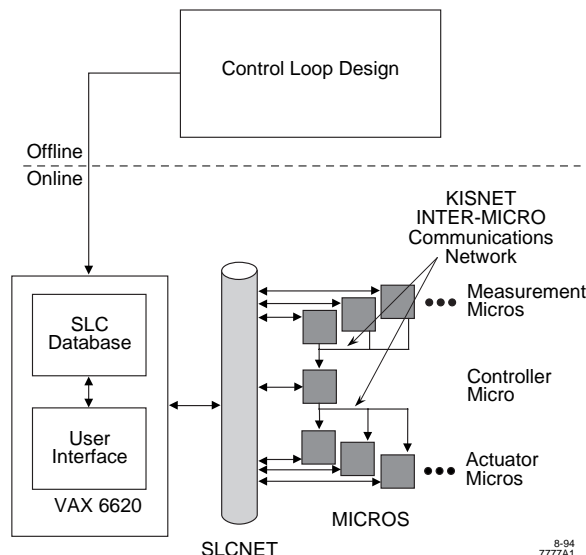 Control Loop Design
Offline
Online
KISNET
INTER-MICRO
Communications
Network
Measurement
Micros
SLC
Database
Controller
Micro
User
Interface
Actuator
Micros
VAX 6620
MICROS
SLCNET
8-94
7777A1